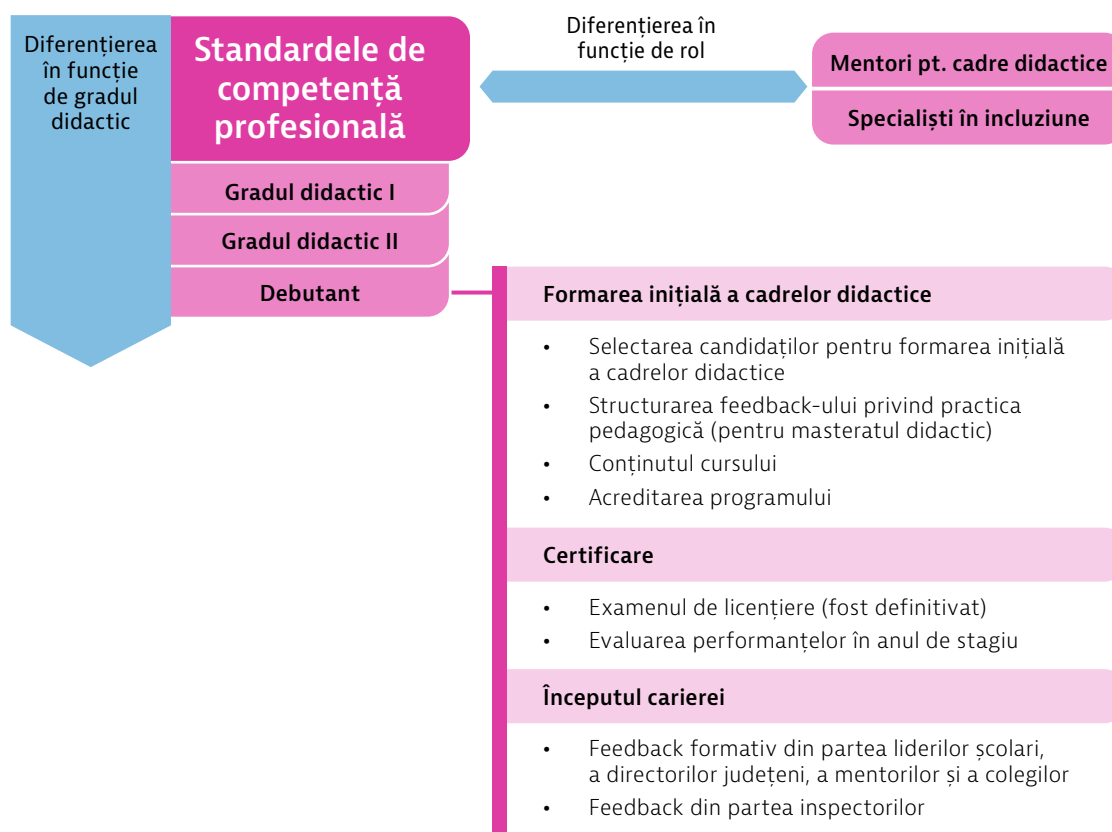 Diferențierea
în funcție
de gradul
didactic
Standardele de
competență
profesională
Diferențierea în
funcție de rol
Mentori pt. cadre didactice
Specialiști în incluziune
Gradul didactic I
Gradul didactic II
Debutant
Formarea inițială a cadrelor didactice
• Selectarea candidaților pentru formarea inițială
a cadrelor didactice
• Structurarea feedback-ului privind practica
pedagogică (pentru masteratul didactic)
• Conținutul cursului
• Acreditarea programului
Certificare
• Examenul de licențiere (fost definitivat)
• Evaluarea performanțelor în anul de stagiu
Începutul carierei
• Feedback formativ din partea liderilor școlari,
a directorilor județeni, a mentorilor și a colegilor
• Feedback din partea inspectorilor